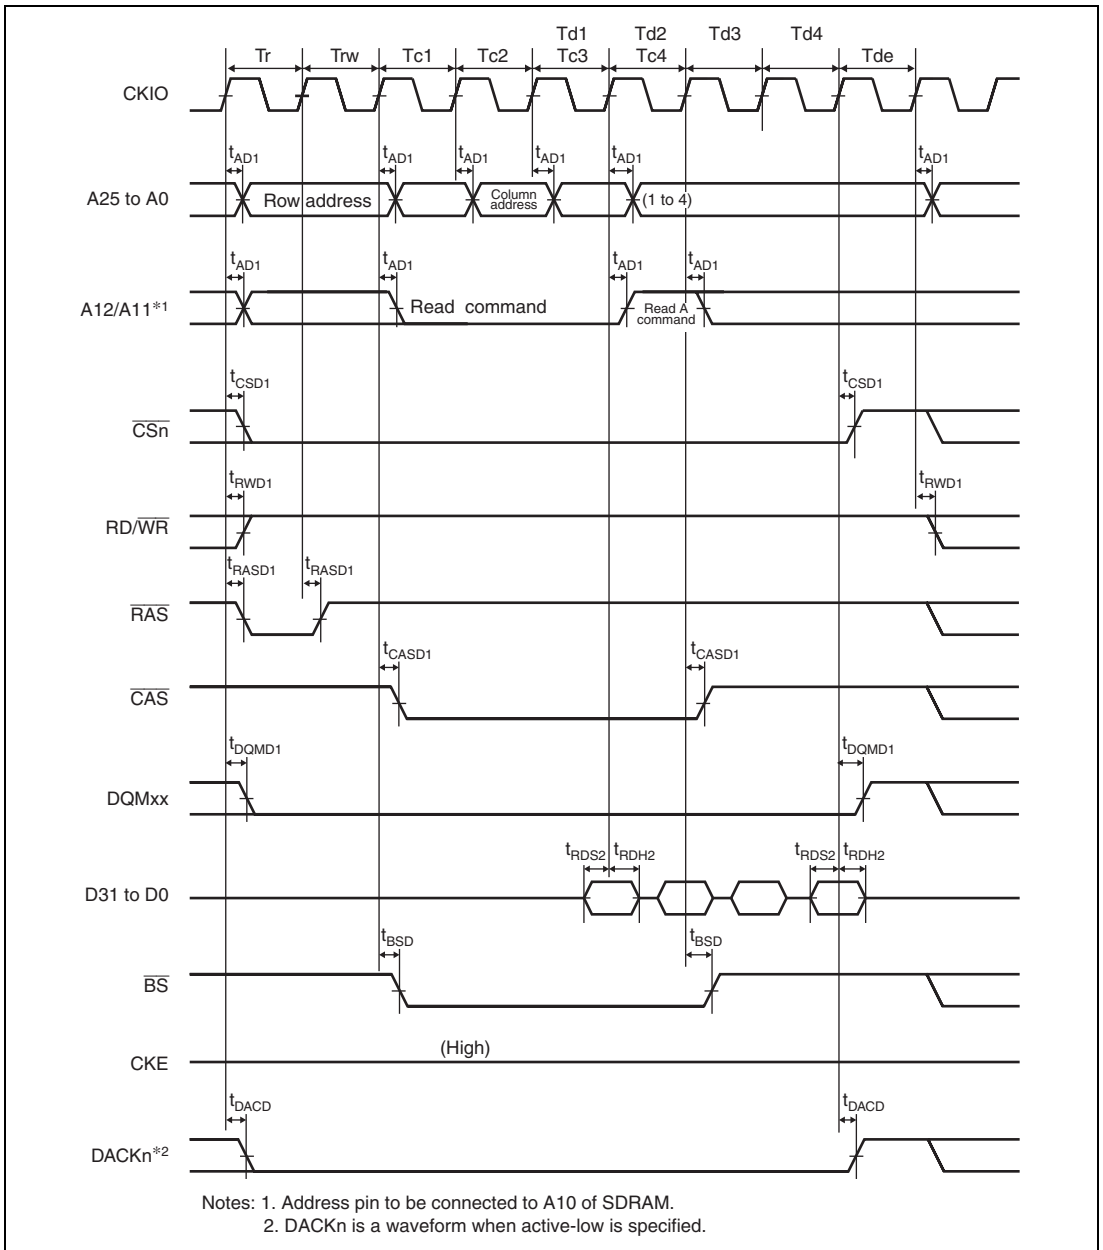 Td1 Td2 Td3 Td4
Tr Trw Tc1 Tc2 Tc3 Tc4 Tde
CKIO
tAD1 tAD1 tAD1 tAD1 tAD1 tAD1
A25 to A0 Row address Column address (1 to 4)
tAD1 tAD1 tAD1 tAD1
A12/A11*1 Read command Read A command
tCSD1 tCSD1
CSn
tRWD1 tRWD1
RD/WR
tRASD1 tRASD1
RAS
tCASD1 tCASD1
CAS
tDQMD1 tDQMD1
DQMxx
tRDS2 tRDH2 tRDS2 tRDH2
D31 to D0
tBSD tBSD
BS
(High)
CKE
tDACD tDACD
DACKn*2
Notes: 1. Address pin to be connected to A10 of SDRAM.
2. DACKn is a waveform when active-low is specified.